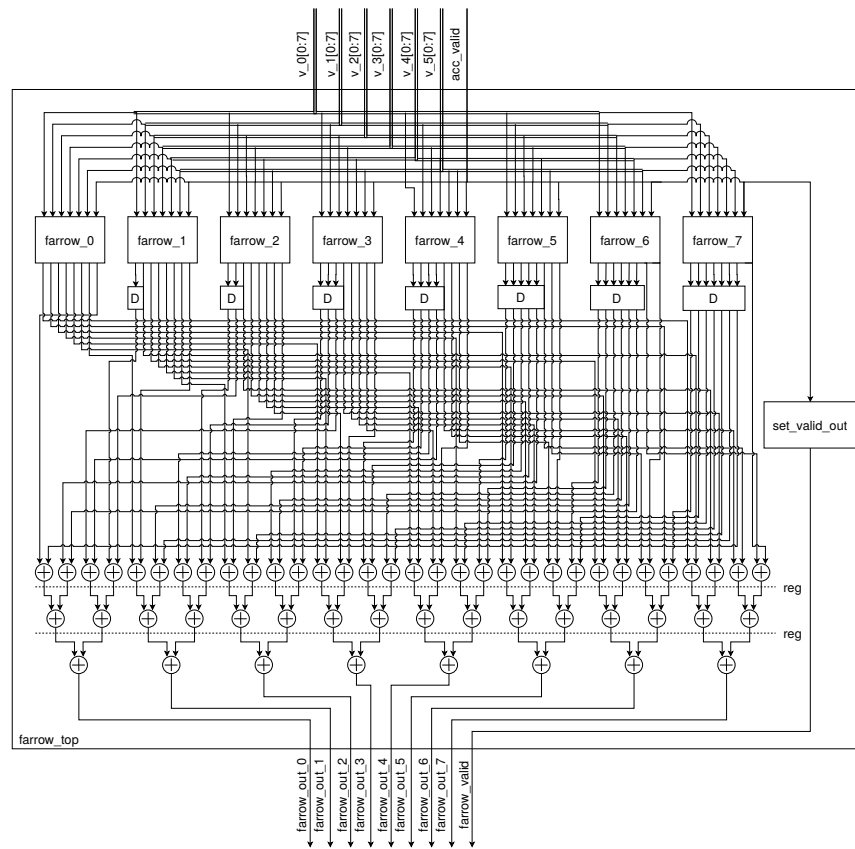 v_0[0:7]
v_1[0:7]
v_2[0:7]
v_3[0:7]
v_4[0:7]
v_5[0:7]
acc_valid
farrow_0
farrow_1
farrow_2
farrow_3
farrow_4
farrow_5
farrow_6
farrow_7
D
D
D
D
D
D
D
set_valid_out
reg
reg
farrow_top
farrow_out_0
farrow_out_1
farrow_out_2
farrow_out_3
farrow_out_4
farrow_out_5
farrow_out_6
farrow_out_7
farrow_valid